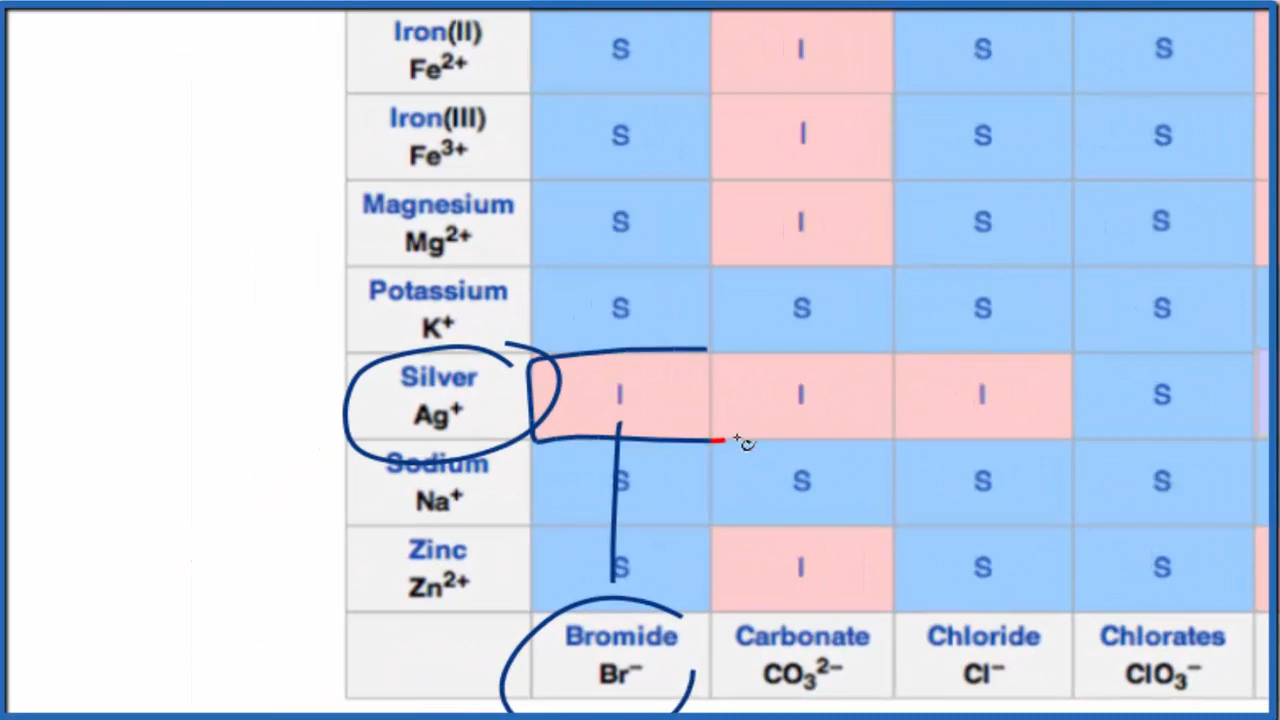 Iron(II)
Fe2+
S I S S
Iron(III)
Fe3+
S I S S
Magnesium
Mg2+
S I S S
Potassium
K+
S S S S
Silver
Ag+
I I I S
Sodium
Na+
S S S S
Zinc
Zn2+
S I S S
Bromide Carbonate Chloride Chlorates
Br− CO₃²− Cl− ClO₃−